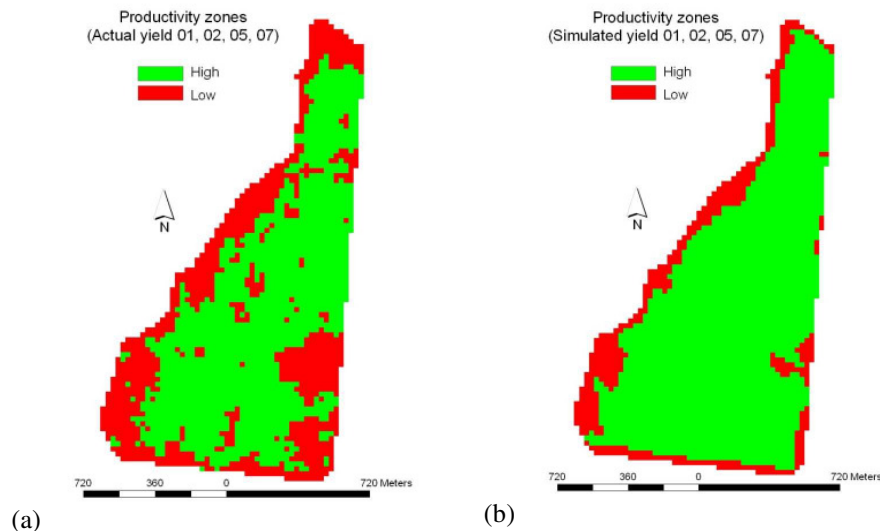 Productivity zones
(Actual yield 01, 02, 05, 07)
High
Low
N
720 360 0 720 Meters
(a)
Productivity zones
(Simulated yield 01, 02, 05, 07)
High
Low
N
720 360 0 720 Meters
(b)